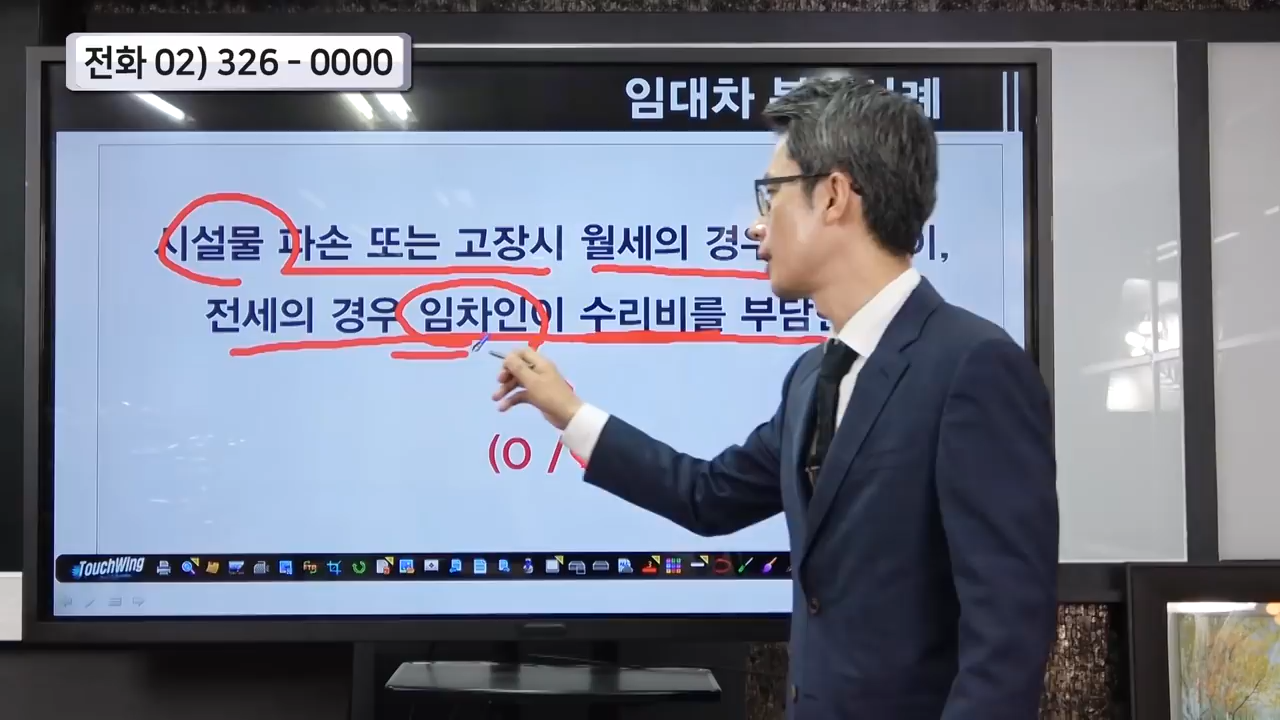 전화 02) 326 - 0000
임대차
시설물 파손 또는 고장시 월세의 경우
전세의 경우 임차인이 수리비를 부담
(O /
TouchWing